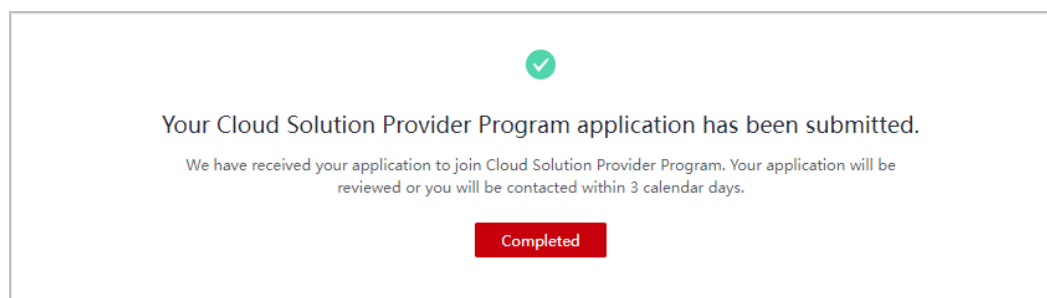 Your Cloud Solution Provider Program application has been submitted.
We have received your application to join Cloud Solution Provider Program. Your application will be
reviewed or you will be contacted within 3 calendar days.
Completed